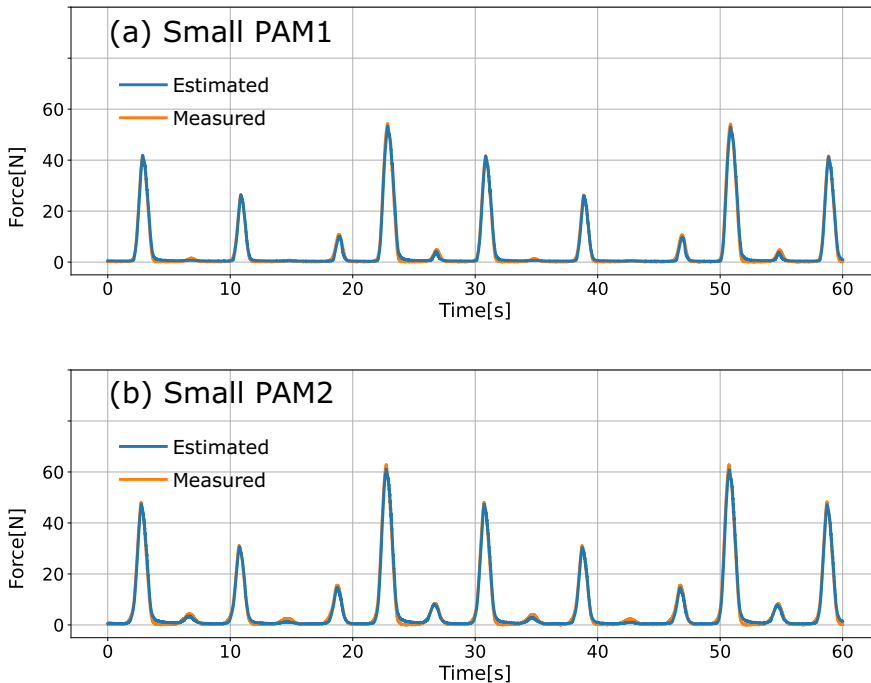 (a) Small PAM1
Estimated
Measured
Force[N]
60
40
20
0
0 10 20 30 40 50 60
Time[s]
(b) Small PAM2
Estimated
Measured
Force[N]
60
40
20
0
0 10 20 30 40 50 60
Time[s]